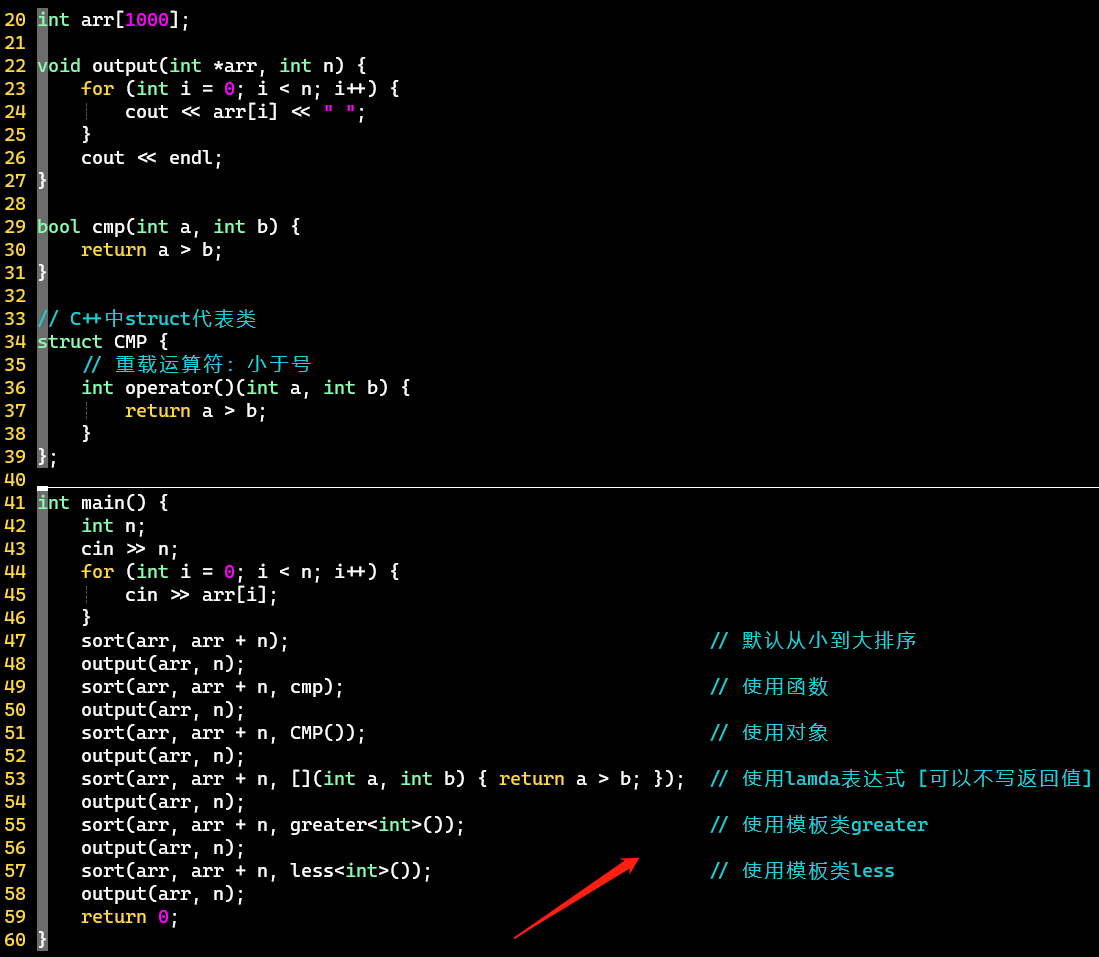 20 int arr[1000];
21
22 void output(int *arr, int n) {
23     for (int i = 0; i < n; i++) {
24         cout << arr[i] << " ";
25     }
26     cout << endl;
27 }
28
29 bool cmp(int a, int b) {
30     return a > b;
31 }
32
33 // C++中struct代表类
34 struct CMP {
35     // 重载运算符：小于号
36     int operator()(int a, int b) {
37         return a > b;
38     }
39 };
40
41 int main() {
42     int n;
43     cin >> n;
44     for (int i = 0; i < n; i++) {
45         cin >> arr[i];
46     }
47     sort(arr, arr + n);                                      // 默认从小到大排序
48     output(arr, n);
49     sort(arr, arr + n, cmp);                                 // 使用函数
50     output(arr, n);
51     sort(arr, arr + n, CMP());                               // 使用对象
52     output(arr, n);
53     sort(arr, arr + n, [](int a, int b) { return a > b; });  // 使用lamda表达式 [可以不写返回值]
54     output(arr, n);
55     sort(arr, arr + n, greater<int>());                      // 使用模板类greater
56     output(arr, n);
57     sort(arr, arr + n, less<int>());                         // 使用模板类less
58     output(arr, n);
59     return 0;
60 }